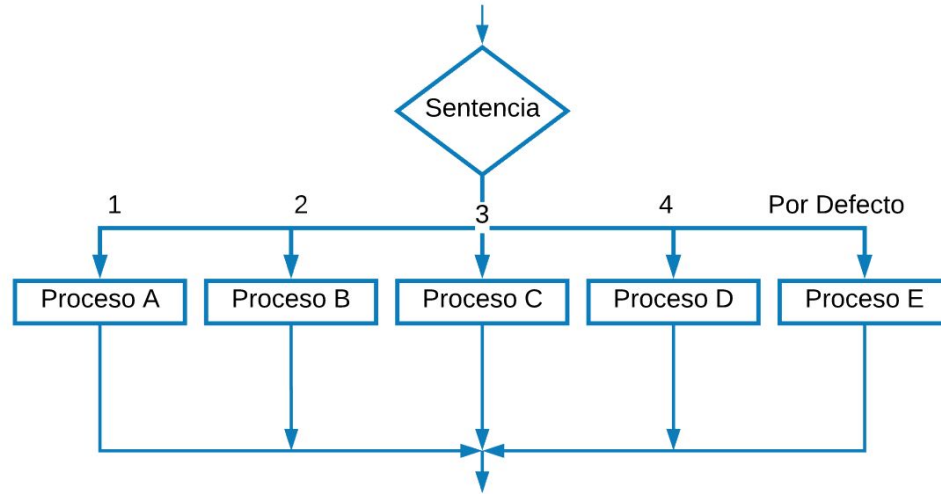 Sentencia
1
2
3
4
Por Defecto
Proceso A
Proceso B
Proceso C
Proceso D
Proceso E